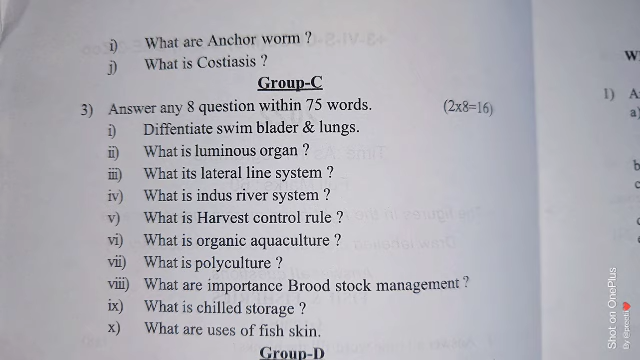 i) What are Anchor worm ?
j) What is Costiasis ?
Group-C
3) Answer any 8 question within 75 words. (2x8=16)
i) Diffentiate swim blader & lungs.
ii) What is luminous organ ?
iii) What its lateral line system ?
iv) What is indus river system ?
v) What is Harvest control rule ?
vi) What is organic aquaculture ?
vii) What is polyculture ?
viii) What are importance Brood stock management ?
ix) What is chilled storage ?
x) What are uses of fish skin.
Group-D
W
1) A
a)
b
c
Shot on OnePlus